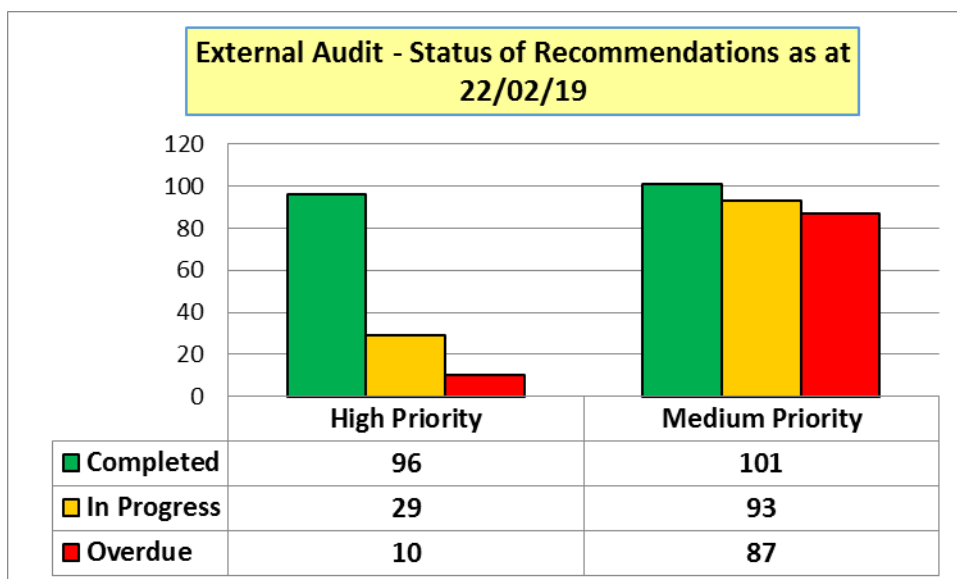 External Audit - Status of Recommendations as at
22/02/19
120
100
80
60
40
20
0
High Priority Medium Priority
Completed 96 101
In Progress 29 93
Overdue 10 87